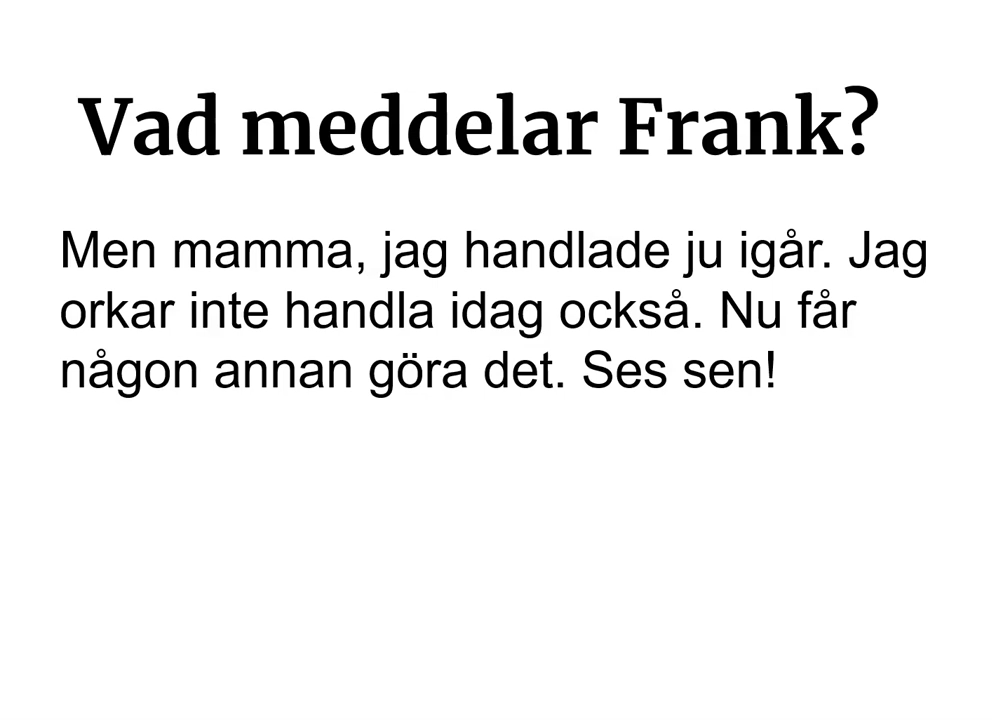 Vad meddelar Frank?
Men mamma, jag handlade ju igår. Jag
orkar inte handla idag också. Nu får
någon annan göra det. Ses sen!